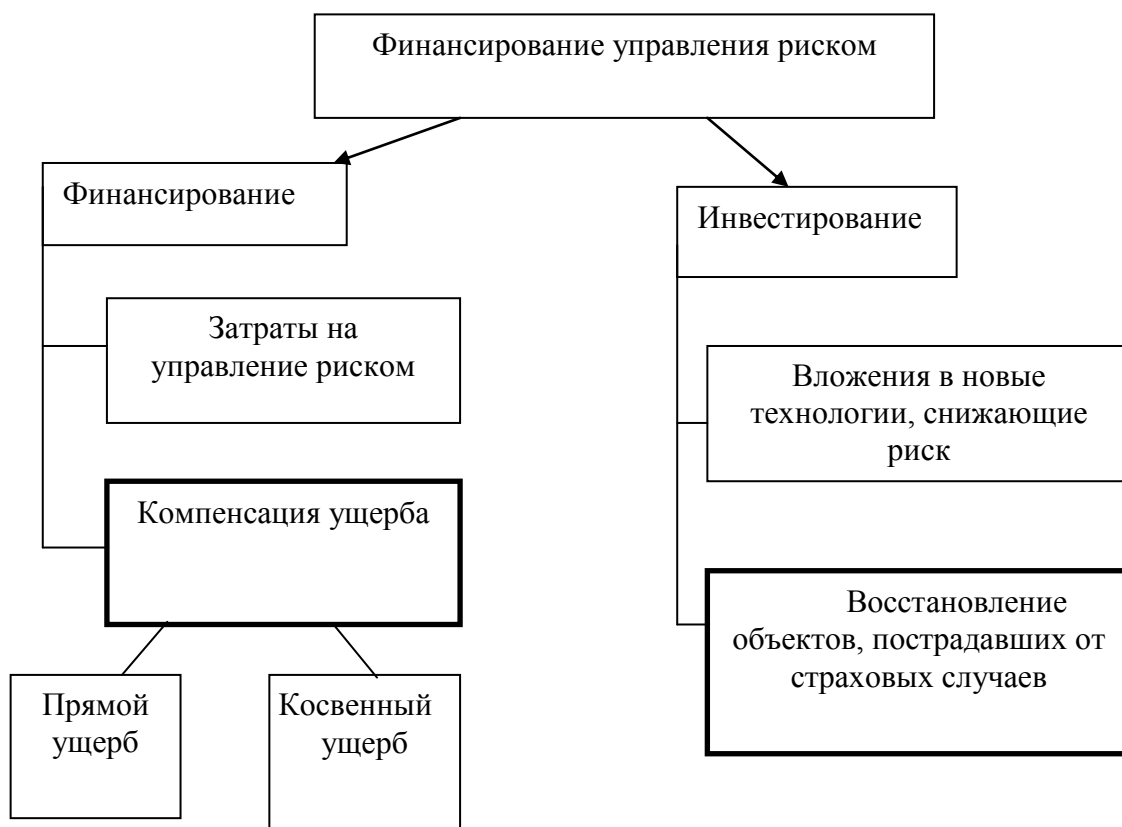 Финансирование управления риском
Финансирование
Инвестирование
Затраты на
управление риском
Вложения в новые
технологии, снижающие
риск
Компенсация ущерба
Восстановление
объектов, пострадавших от
страховых случаев
Прямой
ущерб
Косвенный
ущерб